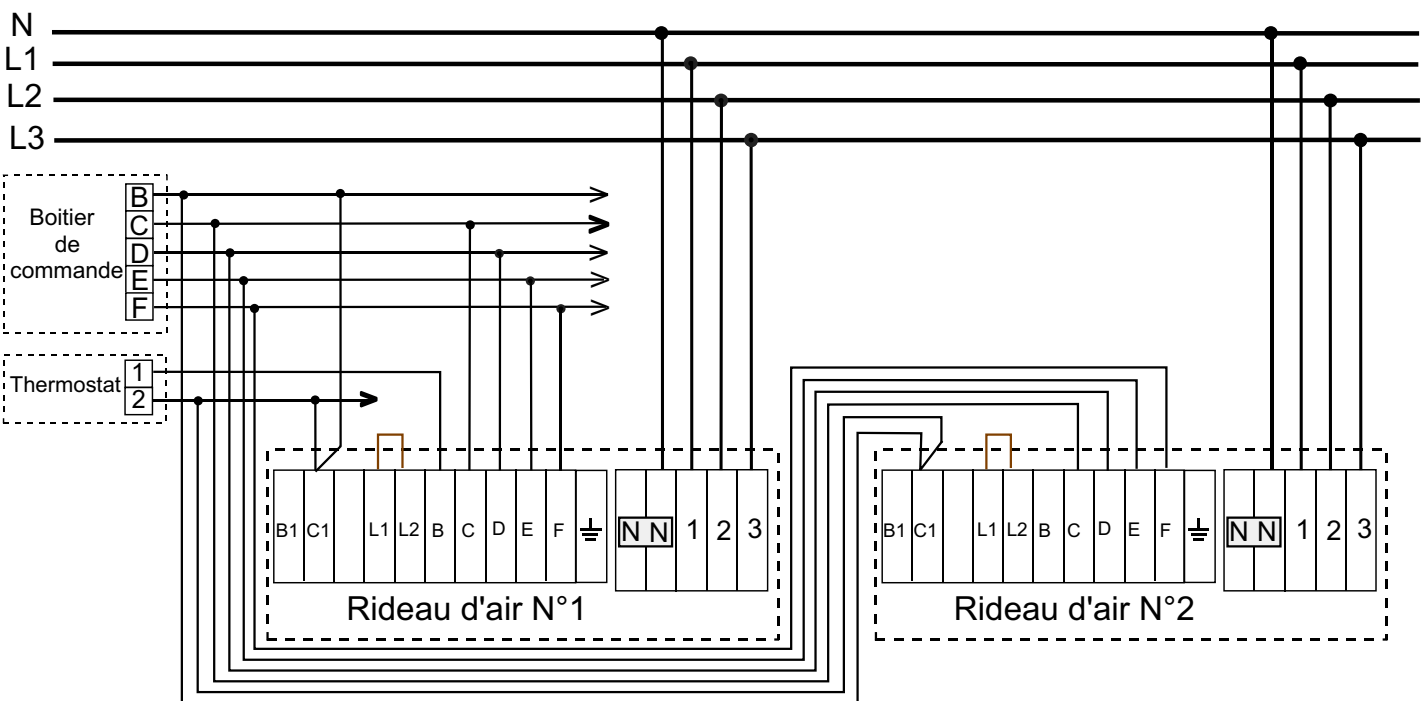 N
L1
L2
L3
Boitier
de
commande
B
C
D
E
F
Thermostat
1
2
B1 C1 L1 L2 B C D E F
N N 1 2 3
Rideau d'air N°1
B1 C1 L1 L2 B C D E F
N N 1 2 3
Rideau d'air N°2